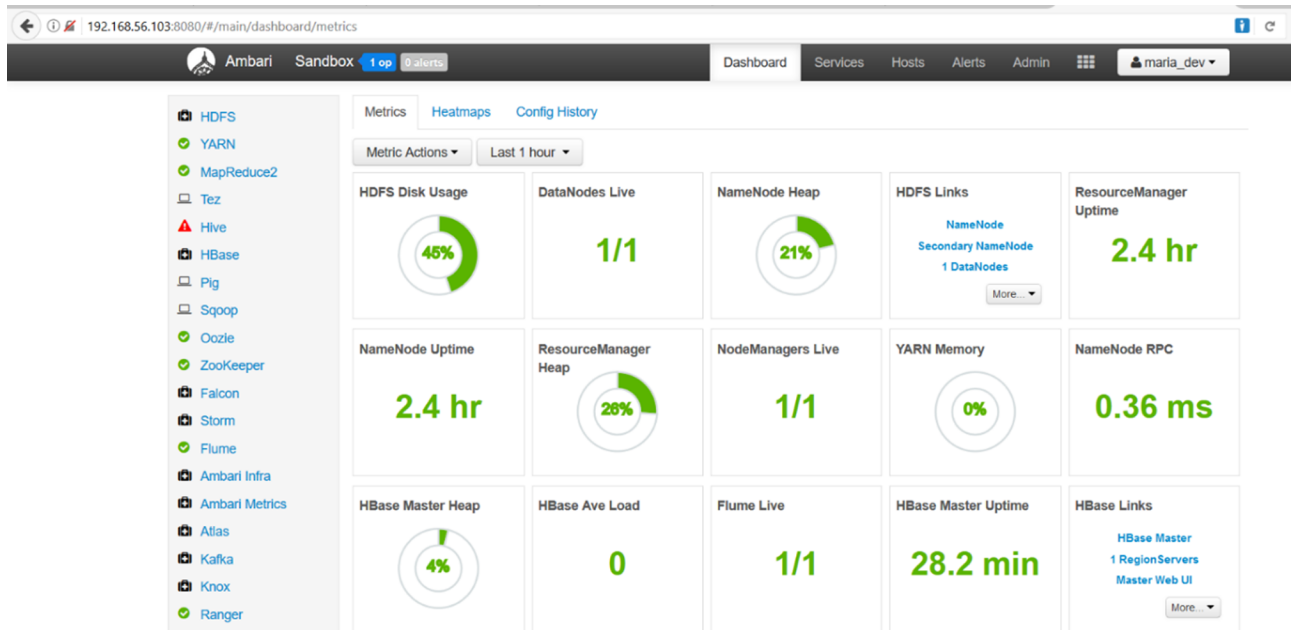 192.168.56.103:8080/#/main/dashboard/metrics
Ambari Sandbox 1 op 0 alerts Dashboard Services Hosts Alerts Admin maria_dev
HDFS
YARN
MapReduce2
Tez
Hive
HBase
Pig
Sqoop
Oozie
ZooKeeper
Falcon
Storm
Flume
Ambari Infra
Ambari Metrics
Atlas
Kafka
Knox
Ranger
Metrics Heatmaps Config History
Metric Actions Last 1 hour
HDFS Disk Usage
45%
DataNodes Live
1/1
NameNode Heap
21%
HDFS Links
NameNode
Secondary NameNode
1 DataNodes
More...
ResourceManager
Uptime
2.4 hr
NameNode Uptime
2.4 hr
ResourceManager
Heap
26%
NodeManagers Live
1/1
YARN Memory
0%
NameNode RPC
0.36 ms
HBase Master Heap
4%
HBase Ave Load
0
Flume Live
1/1
HBase Master Uptime
28.2 min
HBase Links
HBase Master
1 RegionServers
Master Web UI
More...